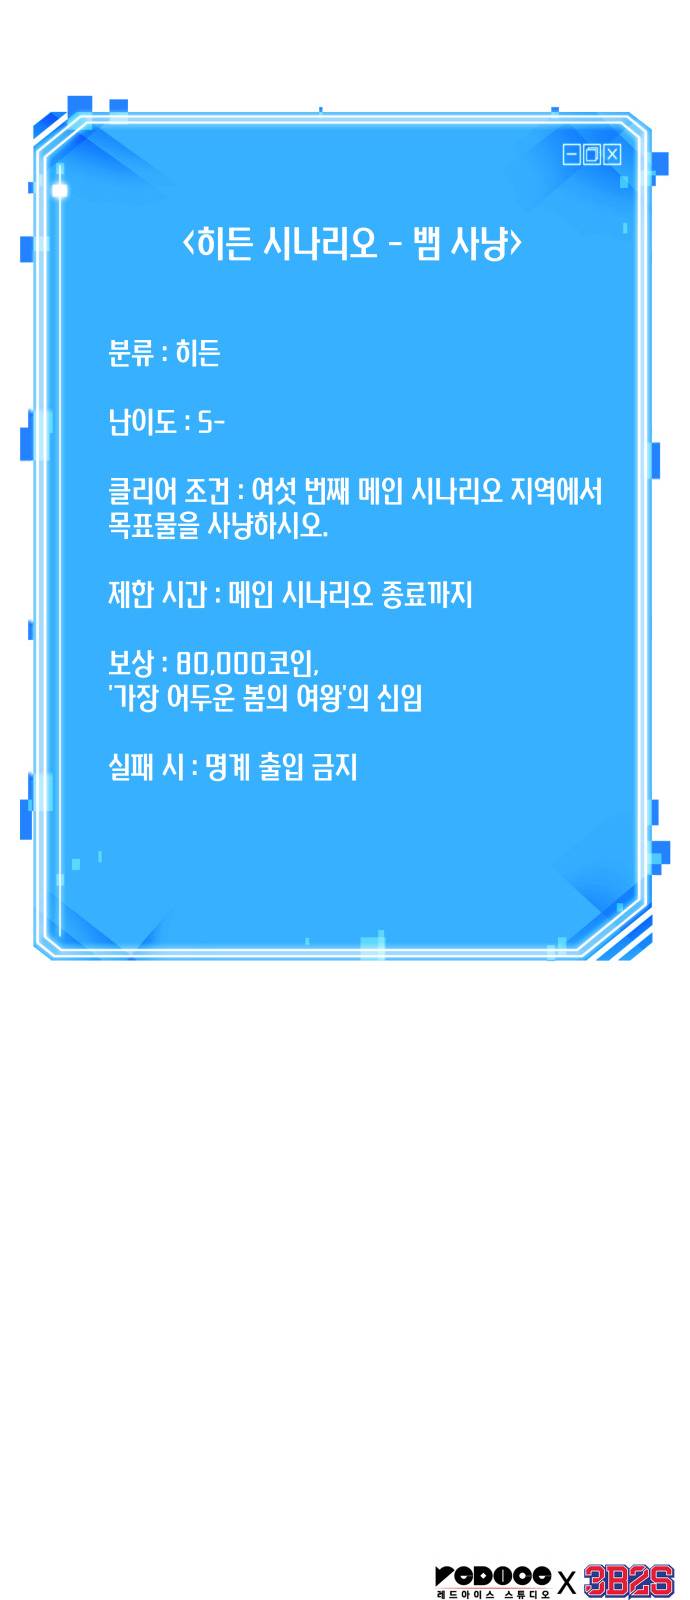 <히든 시나리오 - 뱀 사냥>
분류 : 히든
난이도 : S-
클리어 조건 : 여섯 번째 메인 시나리오 지역에서
목표물을 사냥하시오.
제한 시간 : 메인 시나리오 종료까지
보상 : 80,000코인,
'가장 어두운 봄의 여왕'의 신임
실패 시 : 명계 출입 금지
REDICE
레드아이스 스튜디오
X
3B2S